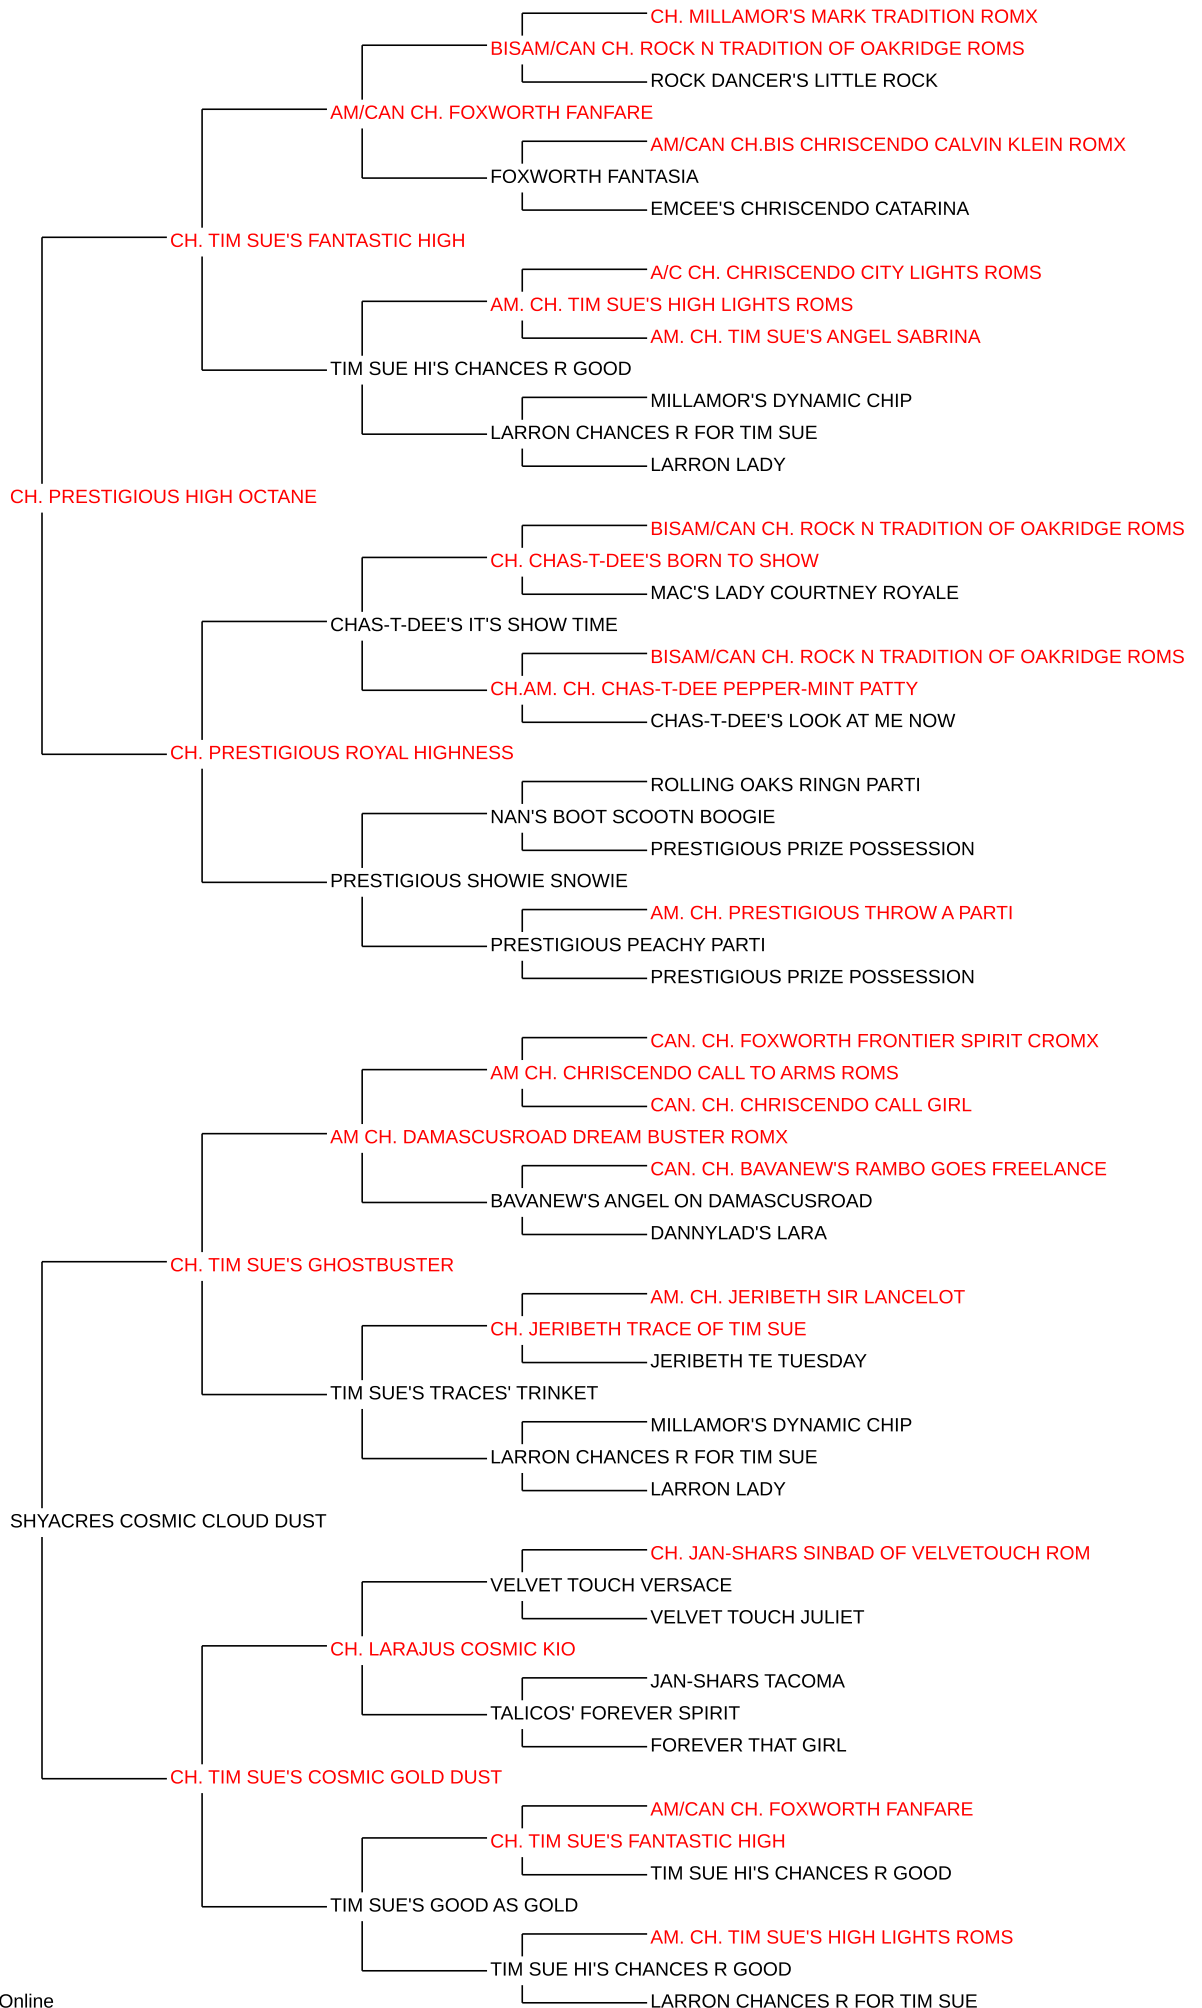 CH. MILLAMOR'S MARK TRADITION ROMX
BISAM/CAN CH. ROCK N TRADITION OF OAKRIDGE ROMS
ROCK DANCER'S LITTLE ROCK
AM/CAN CH. FOXWORTH FANFARE
AM/CAN CH.BIS CHRISCENDO CALVIN KLEIN ROMX
FOXWORTH FANTASIA
EMCEE'S CHRISCENDO CATARINA
CH. TIM SUE'S FANTASTIC HIGH
A/C CH. CHRISCENDO CITY LIGHTS ROMS
AM. CH. TIM SUE'S HIGH LIGHTS ROMS
AM. CH. TIM SUE'S ANGEL SABRINA
TIM SUE HI'S CHANCES R GOOD
MILLAMOR'S DYNAMIC CHIP
LARRON CHANCES R FOR TIM SUE
LARRON LADY
CH. PRESTIGIOUS HIGH OCTANE
BISAM/CAN CH. ROCK N TRADITION OF OAKRIDGE ROMS
CH. CHAS-T-DEE'S BORN TO SHOW
MAC'S LADY COURTNEY ROYALE
CHAS-T-DEE'S IT'S SHOW TIME
BISAM/CAN CH. ROCK N TRADITION OF OAKRIDGE ROMS
CH.AM. CH. CHAS-T-DEE PEPPER-MINT PATTY
CHAS-T-DEE'S LOOK AT ME NOW
CH. PRESTIGIOUS ROYAL HIGHNESS
ROLLING OAKS RINGN PARTI
NAN'S BOOT SCOOTN BOOGIE
PRESTIGIOUS PRIZE POSSESSION
PRESTIGIOUS SHOWIE SNOWIE
AM. CH. PRESTIGIOUS THROW A PARTI
PRESTIGIOUS PEACHY PARTI
PRESTIGIOUS PRIZE POSSESSION
CAN. CH. FOXWORTH FRONTIER SPIRIT CROMX
AM CH. CHRISCENDO CALL TO ARMS ROMS
CAN. CH. CHRISCENDO CALL GIRL
AM CH. DAMASCUSROAD DREAM BUSTER ROMX
CAN. CH. BAVANEW'S RAMBO GOES FREELANCE
BAVANEW'S ANGEL ON DAMASCUSROAD
DANNYLAD'S LARA
CH. TIM SUE'S GHOSTBUSTER
AM. CH. JERIBETH SIR LANCELOT
CH. JERIBETH TRACE OF TIM SUE
JERIBETH TE TUESDAY
TIM SUE'S TRACES' TRINKET
MILLAMOR'S DYNAMIC CHIP
LARRON CHANCES R FOR TIM SUE
LARRON LADY
SHYACRES COSMIC CLOUD DUST
CH. JAN-SHARS SINBAD OF VELVETOUCH ROM
VELVET TOUCH VERSACE
VELVET TOUCH JULIET
CH. LARAJUS COSMIC KIO
JAN-SHARS TACOMA
TALICOS' FOREVER SPIRIT
FOREVER THAT GIRL
CH. TIM SUE'S COSMIC GOLD DUST
AM/CAN CH. FOXWORTH FANFARE
CH. TIM SUE'S FANTASTIC HIGH
TIM SUE HI'S CHANCES R GOOD
TIM SUE'S GOOD AS GOLD
AM. CH. TIM SUE'S HIGH LIGHTS ROMS
TIM SUE HI'S CHANCES R GOOD
LARRON CHANCES R FOR TIM SUE
Online